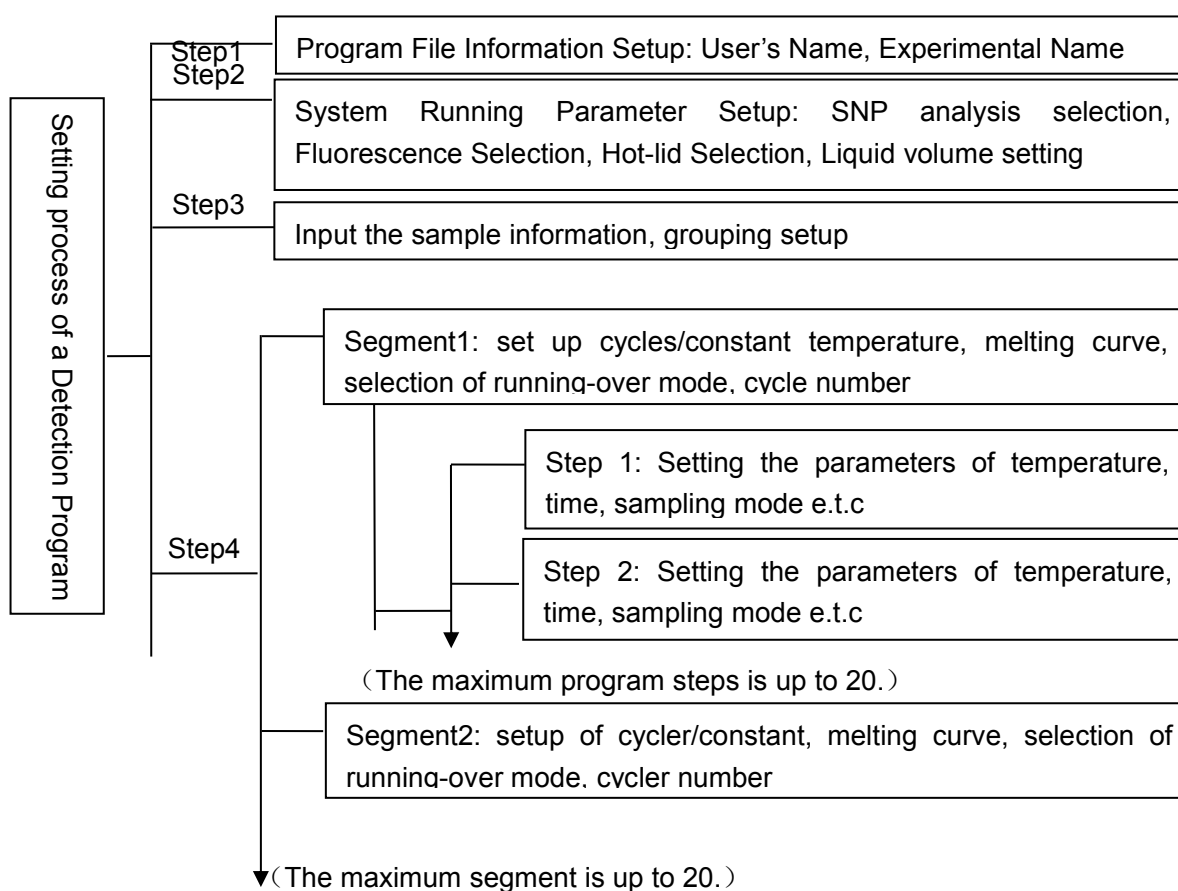 Setting process of a Detection Program
Step1
Program File Information Setup: User’s Name, Experimental Name
Step2
System Running Parameter Setup: SNP analysis selection,
Fluorescence Selection, Hot-lid Selection, Liquid volume setting
Step3
Input the sample information, grouping setup
Step4
Segment1: set up cycles/constant temperature, melting curve,
selection of running-over mode, cycle number
Step 1: Setting the parameters of temperature,
time, sampling mode e.t.c
Step 2: Setting the parameters of temperature,
time, sampling mode e.t.c
（The maximum program steps is up to 20.）
Segment2: setup of cycler/constant, melting curve, selection of
running-over mode, cycler number
（The maximum segment is up to 20.）